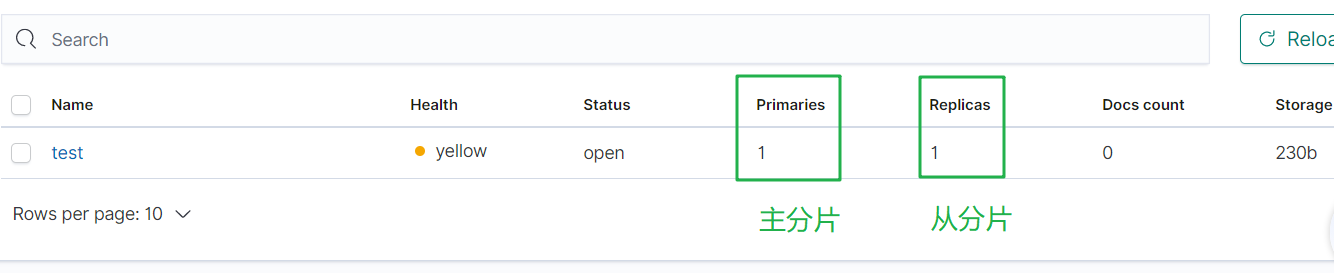 Search
Reloa
Name Health Status Primaries Replicas Docs count Storage
test yellow open 1 1 0 230b
Rows per page: 10
主分片 从分片